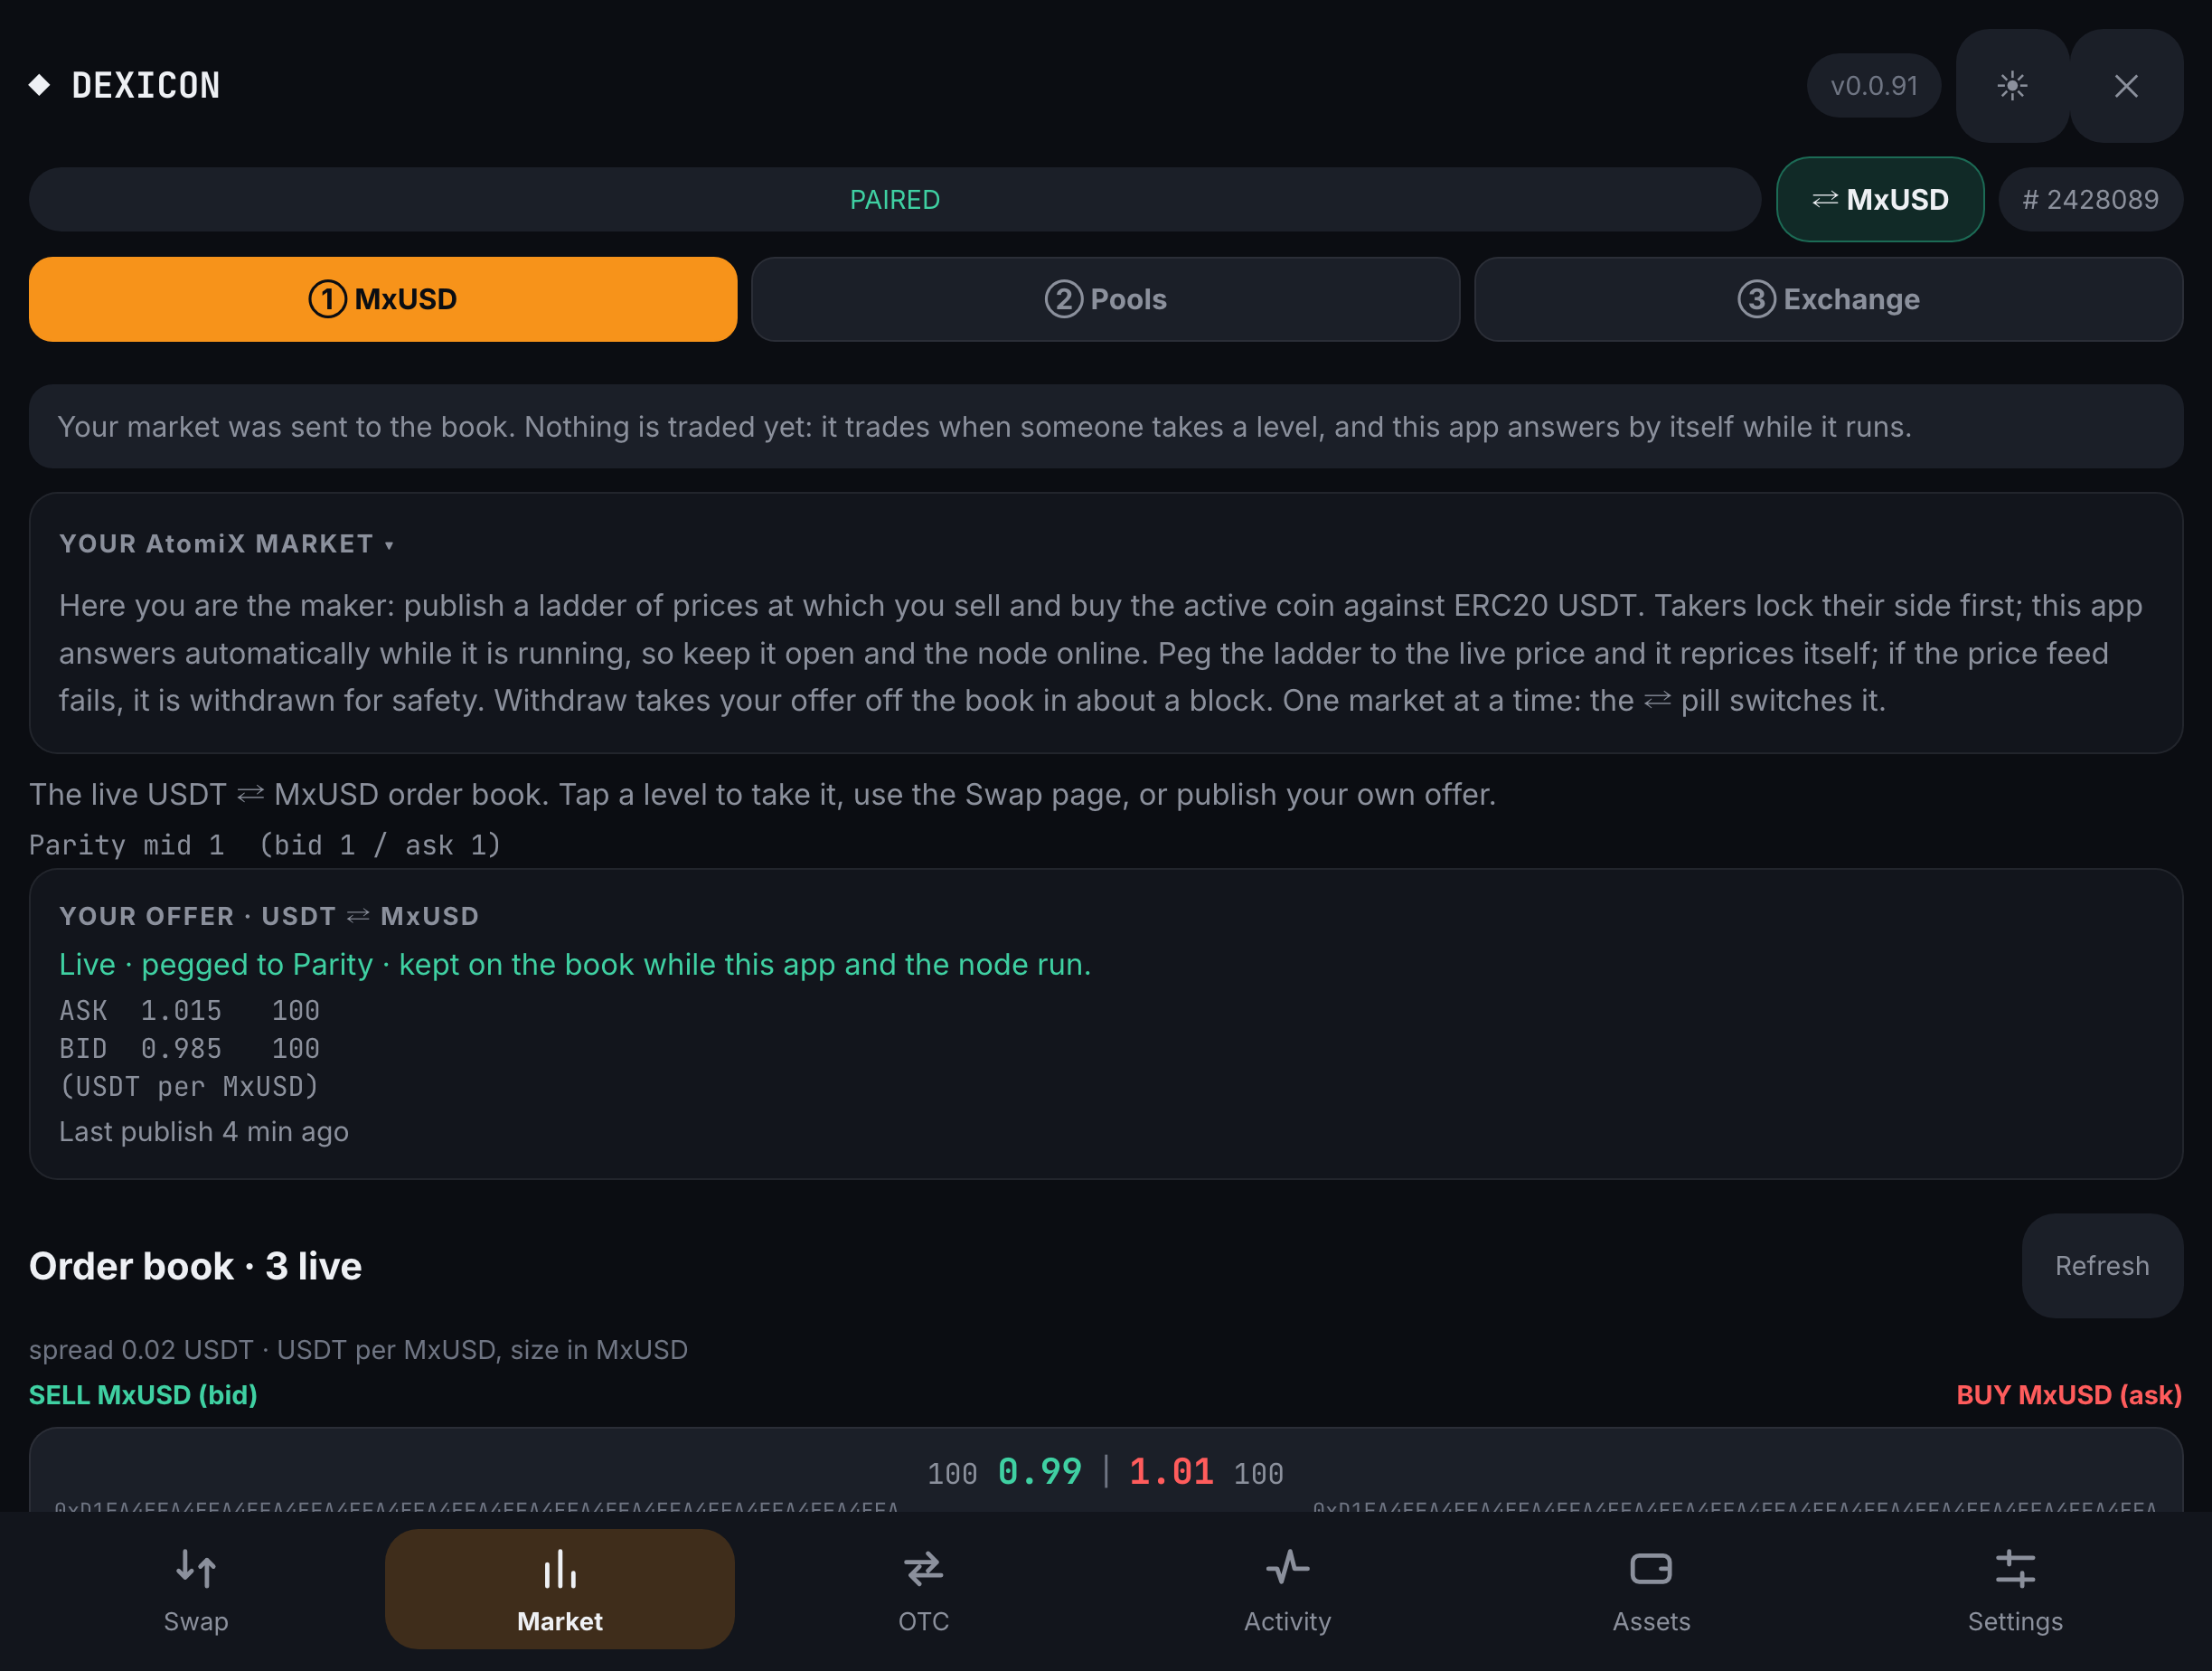 ◆ DEXICON
v0.0.91
PAIRED
⇄ MxUSD
# 2428089
① MxUSD
② Pools
③ Exchange
Your market was sent to the book. Nothing is traded yet: it trades when someone takes a level, and this app answers by itself while it runs.
YOUR AtomiX MARKET ▾
Here you are the maker: publish a ladder of prices at which you sell and buy the active coin against ERC20 USDT. Takers lock their side first; this app
answers automatically while it is running, so keep it open and the node online. Peg the ladder to the live price and it reprices itself; if the price feed
fails, it is withdrawn for safety. Withdraw takes your offer off the book in about a block. One market at a time: the ⇄ pill switches it.
The live USDT ⇄ MxUSD order book. Tap a level to take it, use the Swap page, or publish your own offer.
Parity mid 1 (bid 1 / ask 1)
YOUR OFFER · USDT ⇄ MxUSD
Live · pegged to Parity · kept on the book while this app and the node run.
ASK 1.015 100
BID 0.985 100
(USDT per MxUSD)
Last publish 4 min ago
Order book · 3 live
Refresh
spread 0.02 USDT · USDT per MxUSD, size in MxUSD
SELL MxUSD (bid)
BUY MxUSD (ask)
100 0.99 | 1.01 100
Swap
Market
OTC
Activity
Assets
Settings